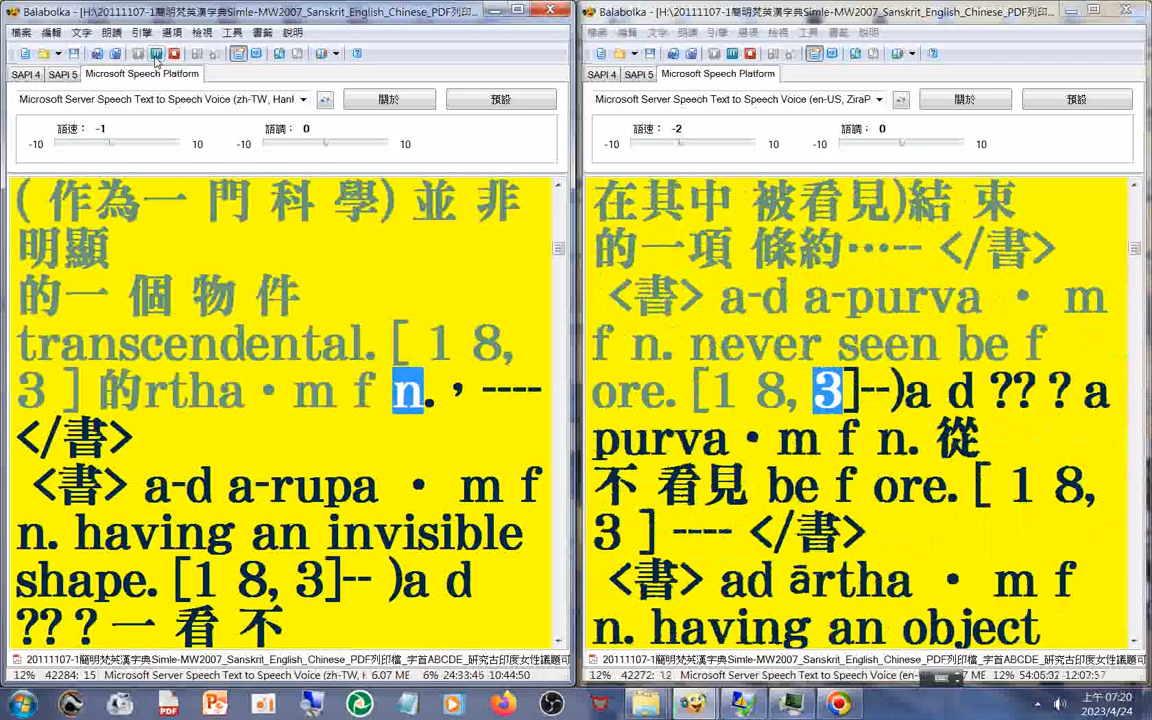 Balabolka - [H:\20111107-1簡明梵英漢字典Simle-MW2007_Sanskrit_English_Chinese_PDF列印...
檔案 編輯 文字 朗讀 引擎 選項 檢視 工具 書籤 說明
SAPI 4 SAPI 5 Microsoft Speech Platform
Microsoft Server Speech Text to Speech Voice (zh-TW, Han
關於 預設
語速: -1 語調: 0
-10 10 -10 10
( 作為一 門 科 學) 並 非
明顯
的一 個 物 件
transcendental. [ 1 8,
3 ] 的rtha·m f n.，----
</書>
<書> a-d a-rupa · m f
n. having an invisible
shape. [1 8, 3]-- )a d
?? ? 一 看 不
20111107-1簡明梵英漢字典Simle-MW2007_Sanskrit_English_Chinese_PDF列印檔_字首ABCDE_研究古印度女性議題可
12% 42284: 15 Microsoft Server Speech Text to Speech Voice (zh-TW, 6.07 MB 6% 24:33:46 10:44:50
Balabolka - [H:\20111107-1簡明梵英漢字典Simle-MW2007_Sanskrit_English_Chinese_PDF列印...
檔案 編輯 文字 朗讀 引擎 選項 檢視 工具 書籤 說明
SAPI 4 SAPI 5 Microsoft Speech Platform
Microsoft Server Speech Text to Speech Voice (en-US, ZiraP
關於 預設
語速: -2 語調: 0
-10 10 -10 10
在其中 被看見)結 束
的一項 條約…-- </書>
<書> a-d a-purva · m
f n. never seen be f
ore. [1 8, 3]--)a d ?? ? a
purva·m f n. 從
不 看見 be f ore. [ 1 8,
3 ] ---- </書>
<書> ad ārtha · m f
n. having an object
20111107-1簡明梵英漢字典Simle-MW2007_Sanskrit_English_Chinese_PDF列印檔_字首ABCDE_研究古印度女性議題可
12% 42272: Microsoft Server Speech Text to Speech Voice (en-US, 12%
上午 07:20
2023/4/24